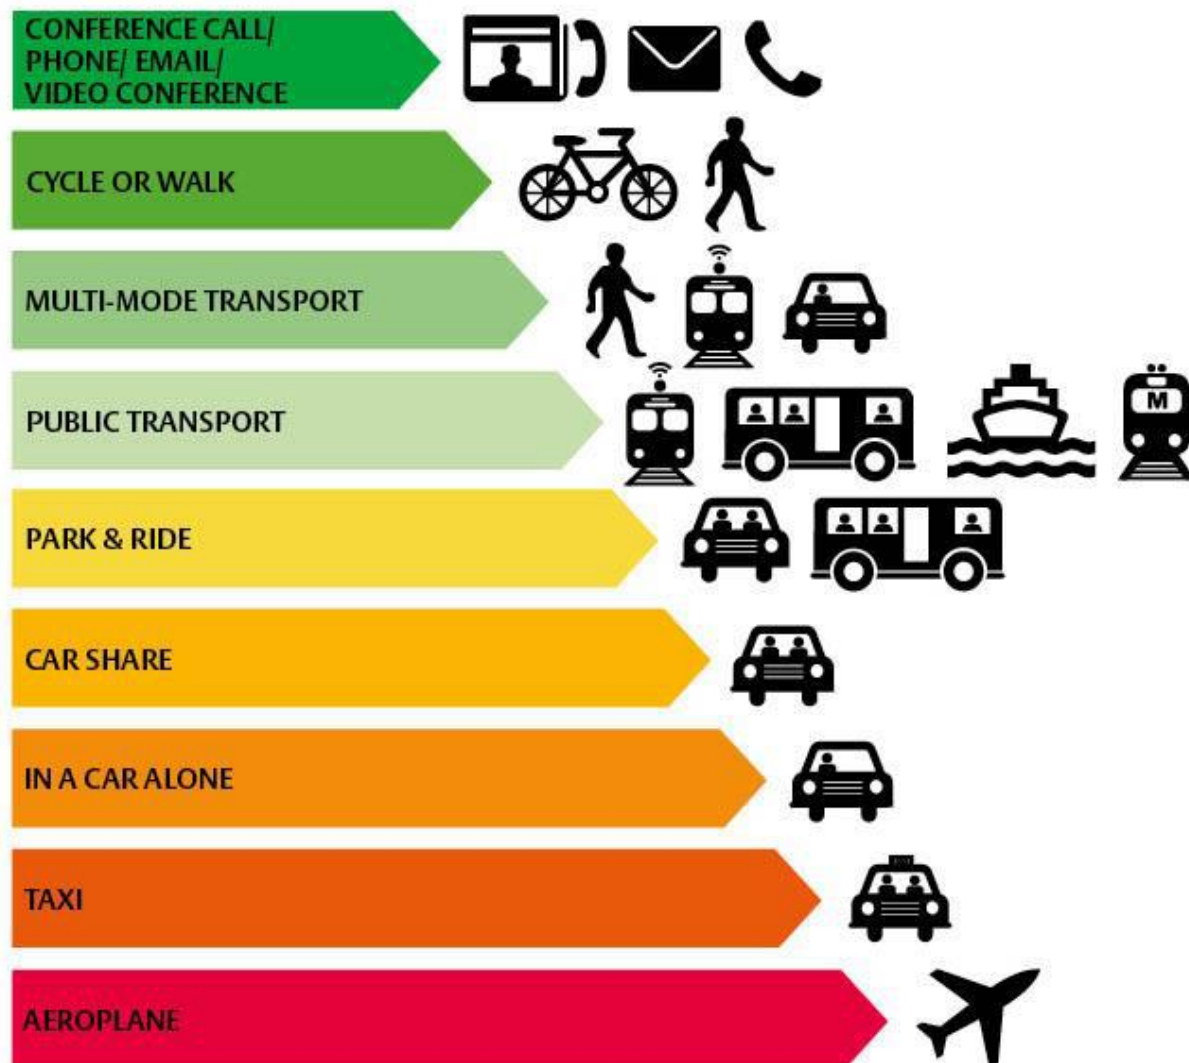 CONFERENCE CALL/
PHONE/ EMAIL/
VIDEO CONFERENCE
CYCLE OR WALK
MULTI-MODE TRANSPORT
PUBLIC TRANSPORT
M
PARK & RIDE
CAR SHARE
IN A CAR ALONE
TAXI
AEROPLANE